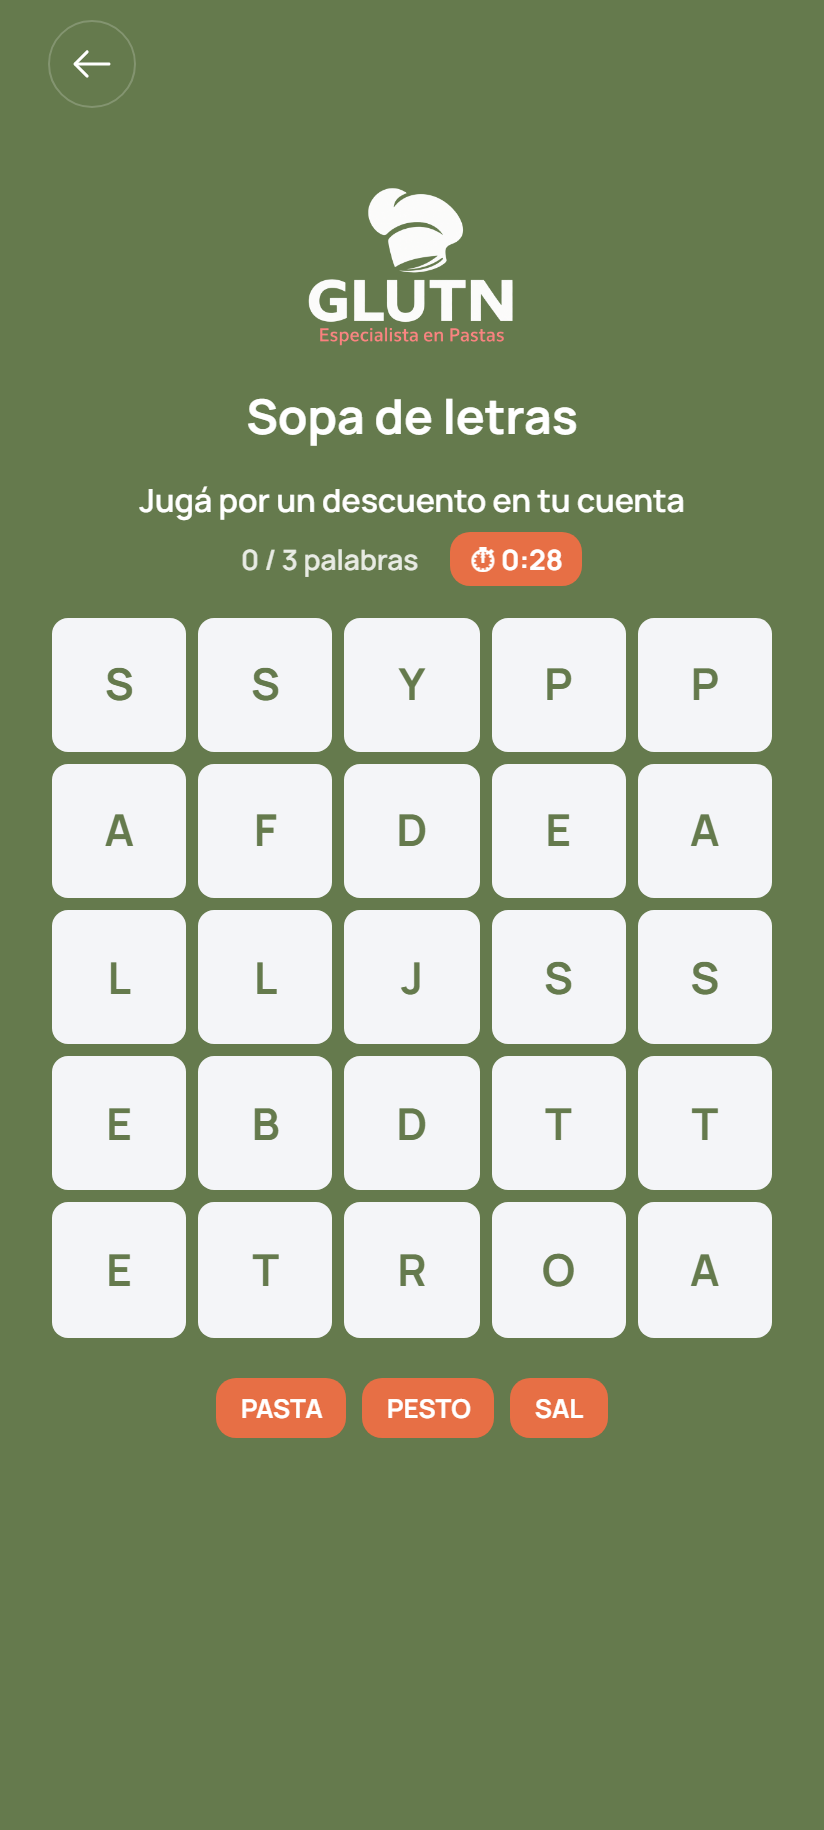 GLUTN
Especialista en Pastas
Sopa de letras
Jugá por un descuento en tu cuenta
0 / 3 palabras 0:28
S S Y P P
A F D E A
L L J S S
E B D T T
E T R O A
PASTA PESTO SAL